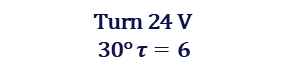 Turn 24 V
30° τ = 6